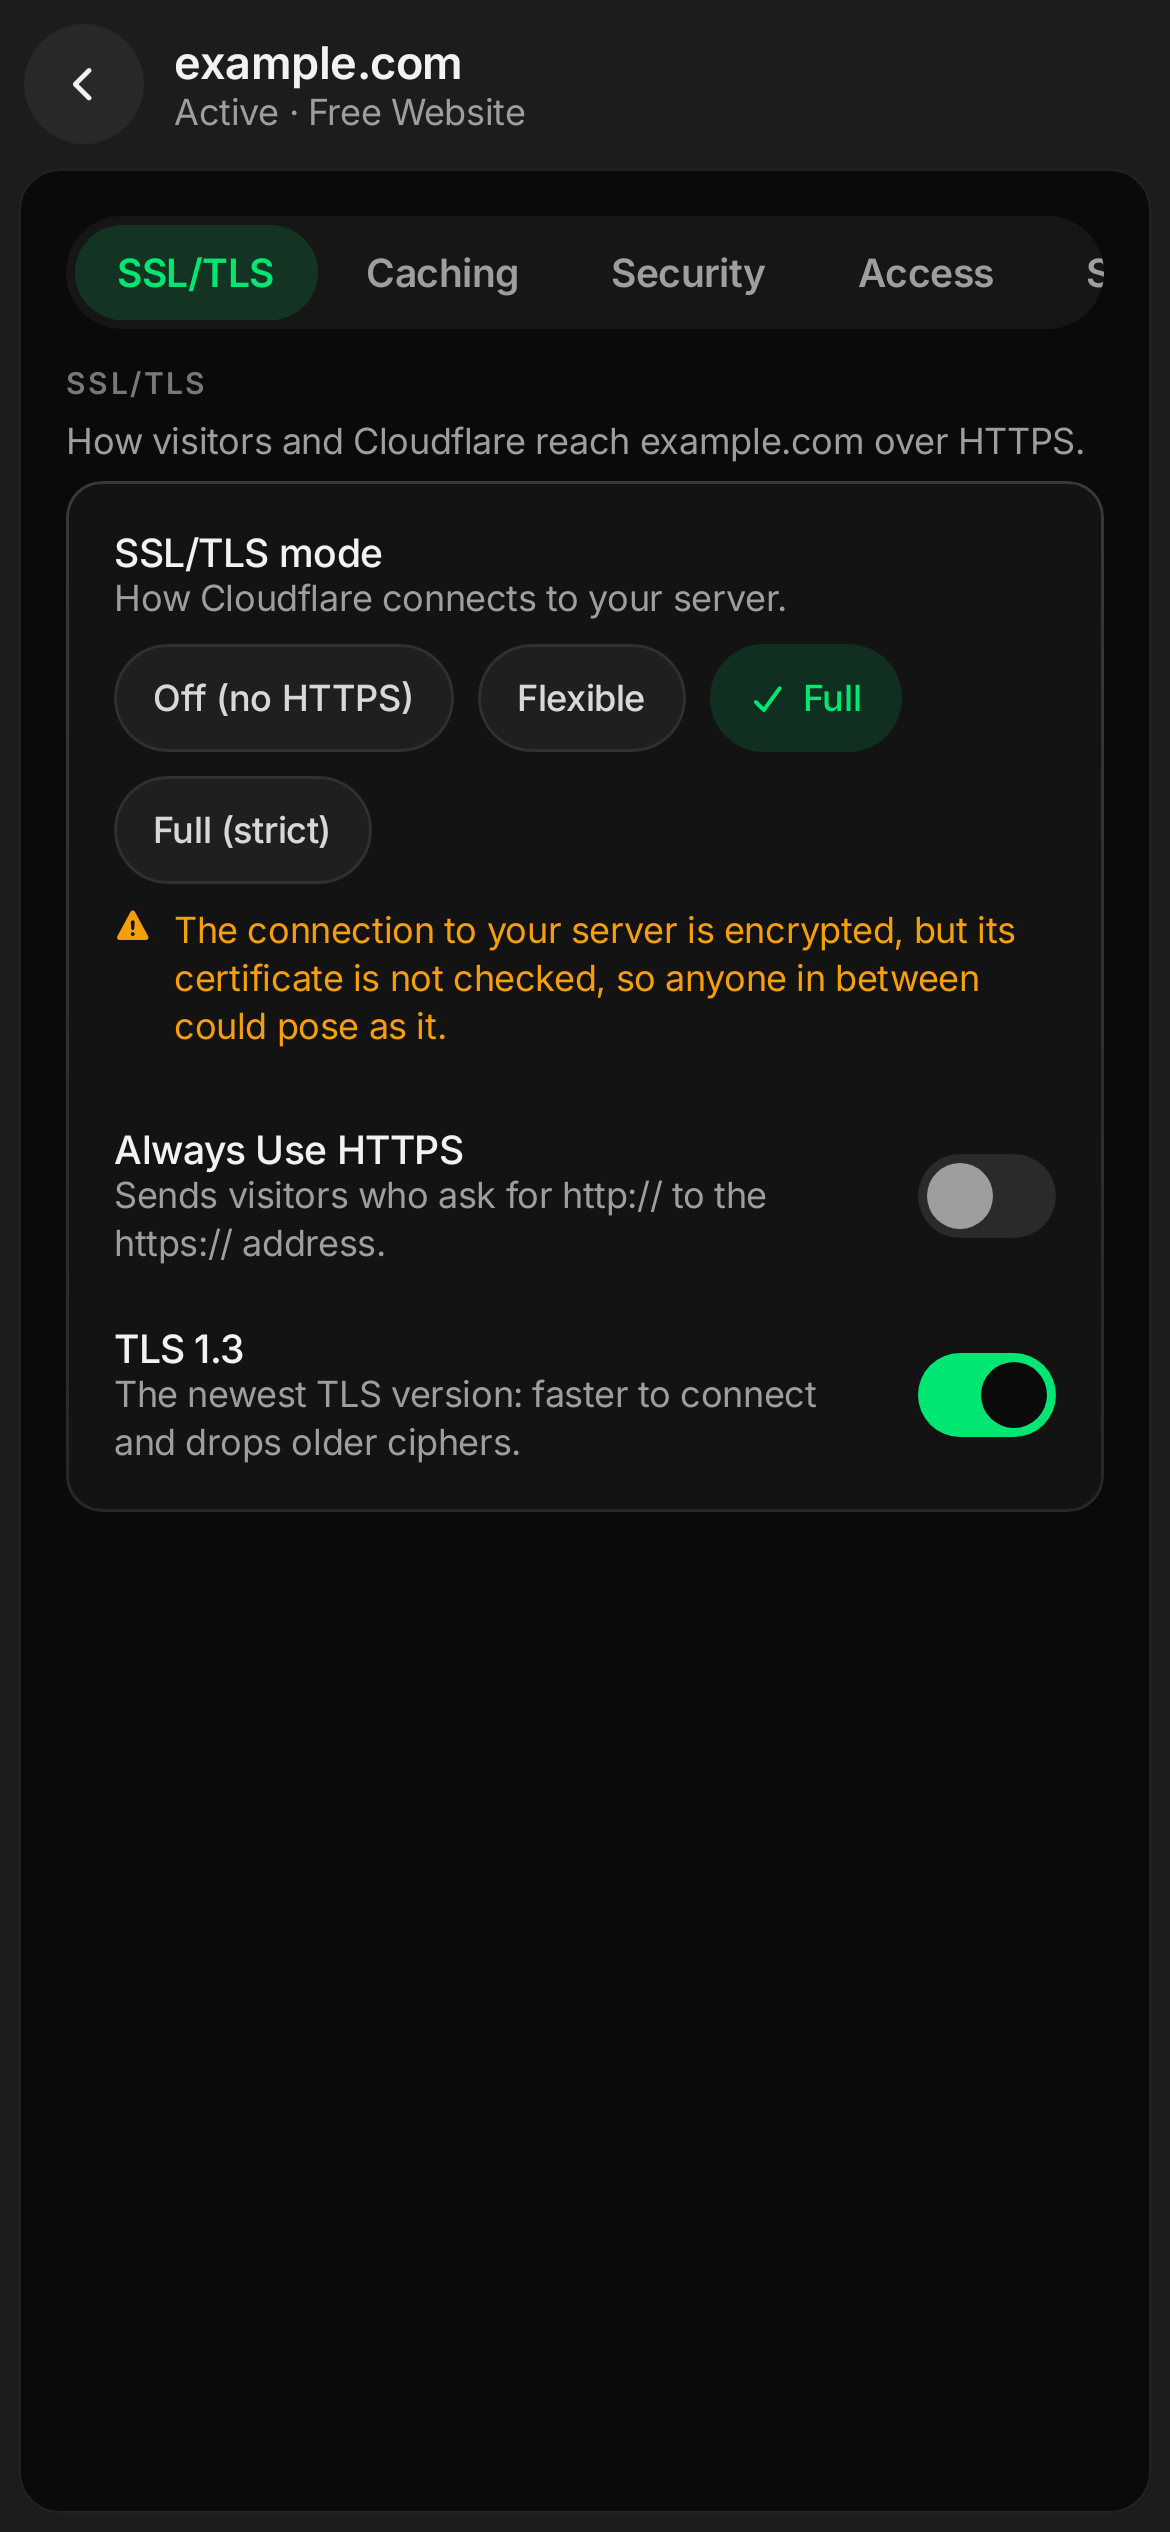 example.com
Active · Free Website
SSL/TLS
Caching
Security
Access
S
SSL/TLS
How visitors and Cloudflare reach example.com over HTTPS.
SSL/TLS mode
How Cloudflare connects to your server.
Off (no HTTPS)
Flexible
Full
Full (strict)
The connection to your server is encrypted, but its
certificate is not checked, so anyone in between
could pose as it.
Always Use HTTPS
Sends visitors who ask for http:// to the
https:// address.
TLS 1.3
The newest TLS version: faster to connect
and drops older ciphers.